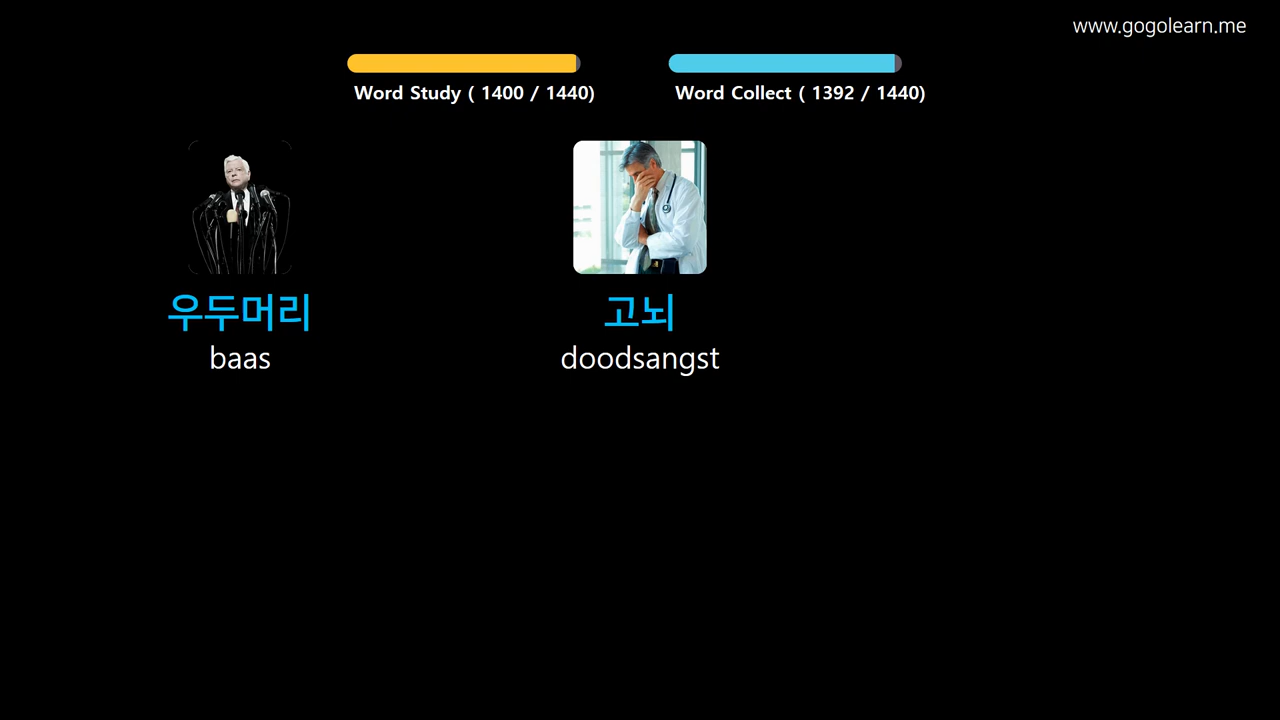 www.gogolearn.me
Word Study ( 1400 / 1440)
Word Collect ( 1392 / 1440)
우두머리
baas
고뇌
doodsangst